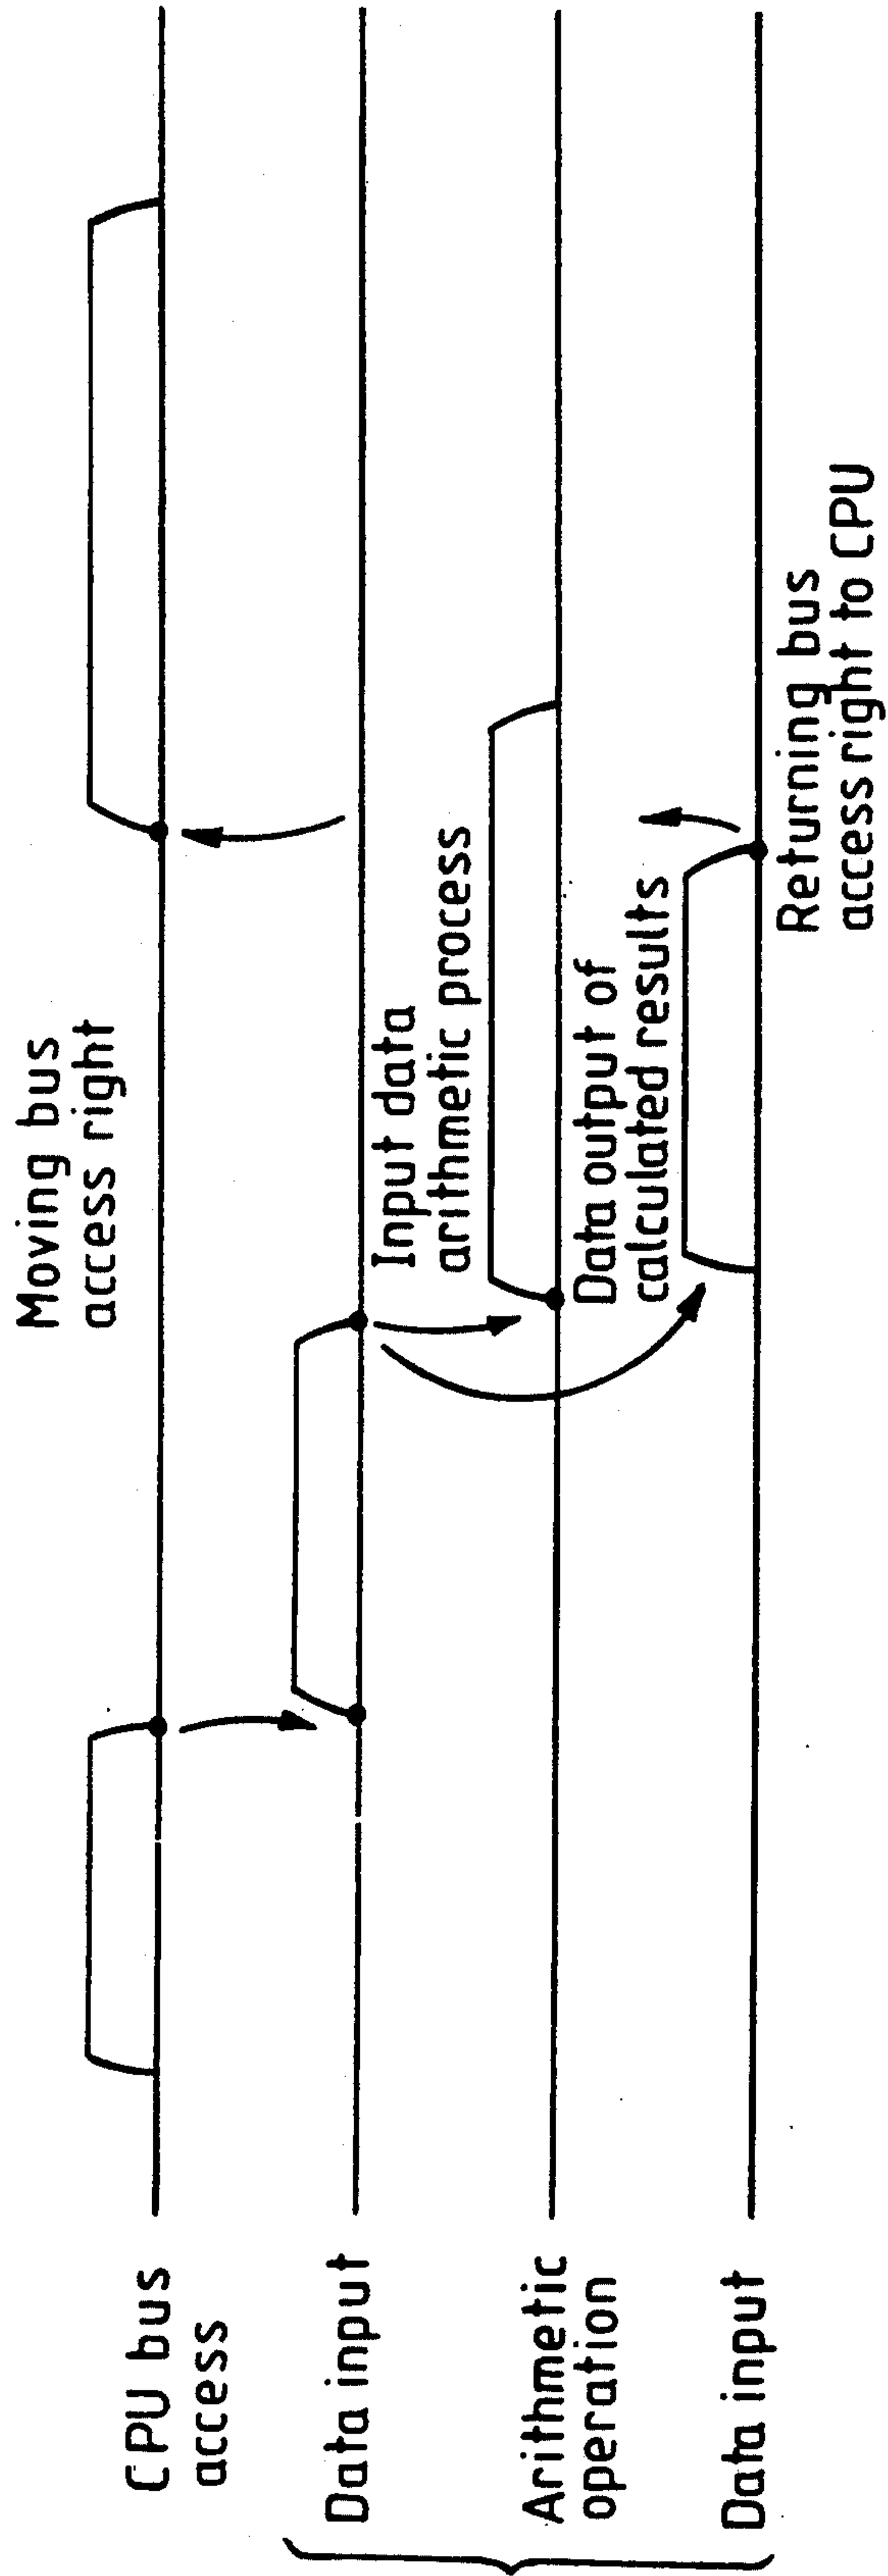 Moving bus
access right
CPU bus
access
Data input
Input data
arithmetic process
Arithmetic
operation
Data output of
calculated results
Data input
Returning bus
access right to CPU